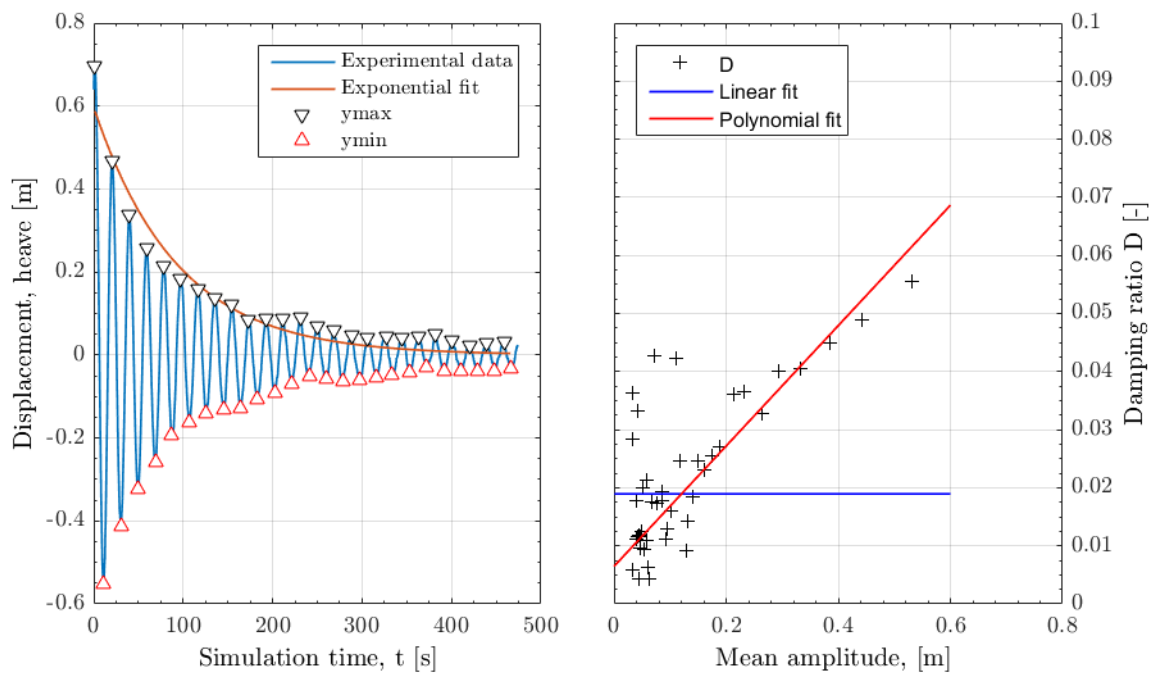 0.8
0.6
0.4
0.2
0
-0.2
-0.4
-0.6
0
100
200
300
400
500
Displacement, heave [m]
Simulation time, t [s]
Experimental data
Exponential fit
ymax
ymin
D
Linear fit
Polynomial fit
0.1
0.09
0.08
0.07
0.06
0.05
0.04
0.03
0.02
0.01
0
0
0.2
0.4
0.6
0.8
Damping ratio D [-]
Mean amplitude, [m]